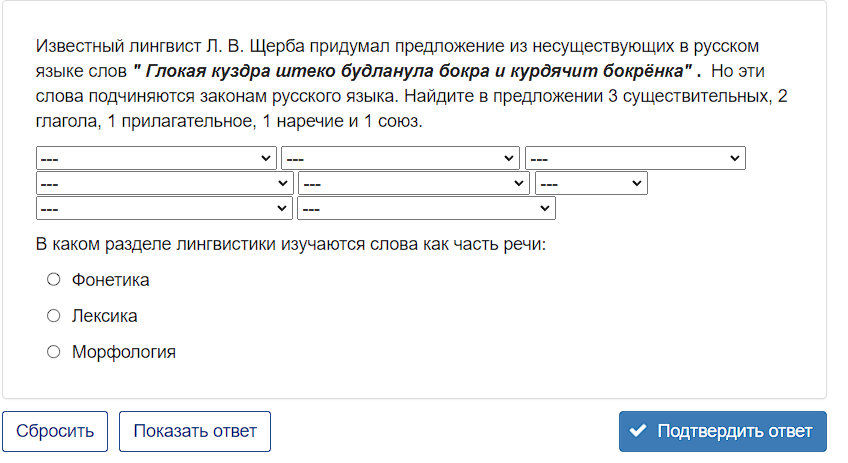 Известный лингвист Л. В. Щерба придумал предложение из несуществующих в русском
языке слов " Глокая куздра штеко будланула бокра и курдячит бокрёнка" . Но эти
слова подчиняются законам русского языка. Найдите в предложении 3 существительных, 2
глагола, 1 прилагательное, 1 наречие и 1 союз.
--- --- ---
--- --- ---
--- ---
В каком разделе лингвистики изучаются слова как часть речи:
Фонетика
Лексика
Морфология
Сбросить Показать ответ Подтвердить ответ